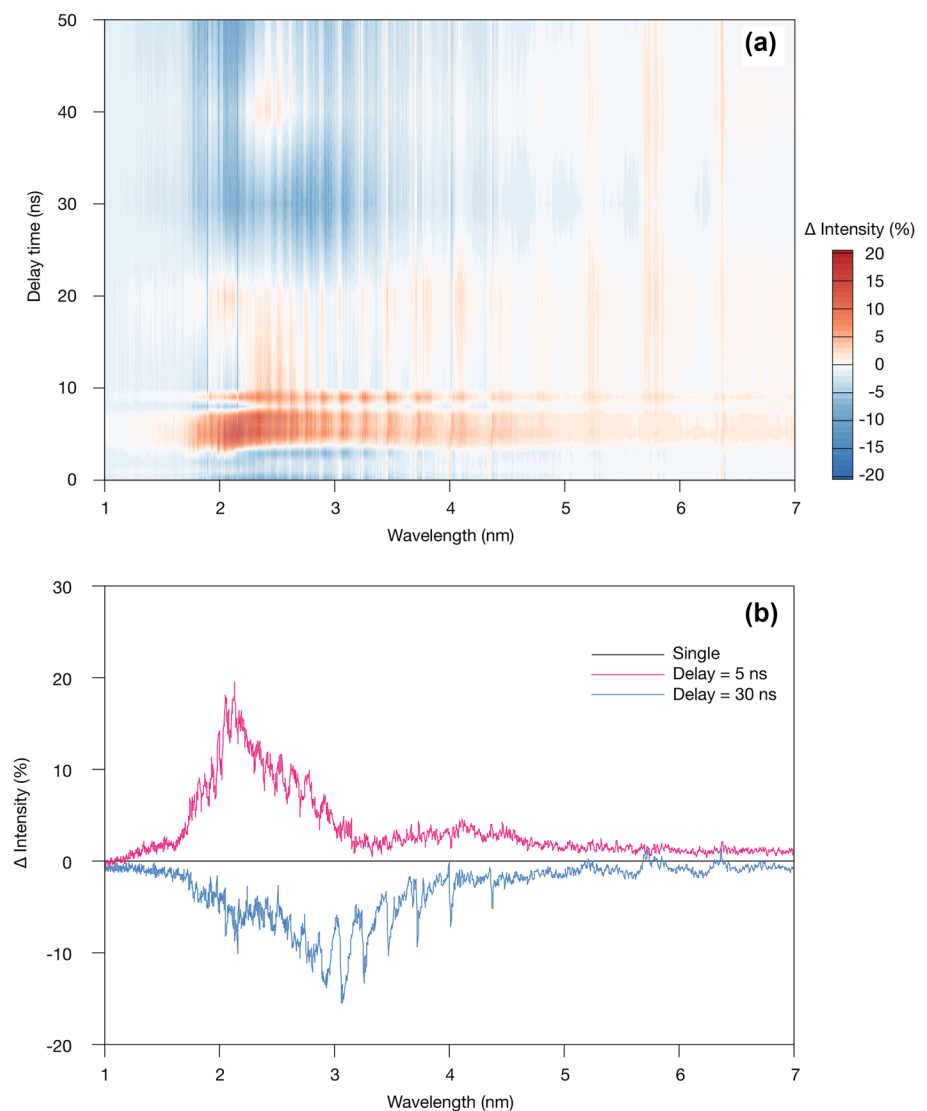 50
40
30
20
10
0
Delay time (ns)
(a)
1 2 3 4 5 6 7
Wavelength (nm)
Δ Intensity (%)
20
15
10
5
0
-5
-10
-15
-20
30
20
10
0
-10
-20
Δ Intensity (%)
(b)
Single
Delay = 5 ns
Delay = 30 ns
1 2 3 4 5 6 7
Wavelength (nm)